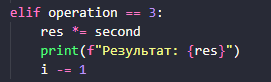 elif operation == 3:
    res *= second
    print(f"Результат: {res}")
    i -= 1